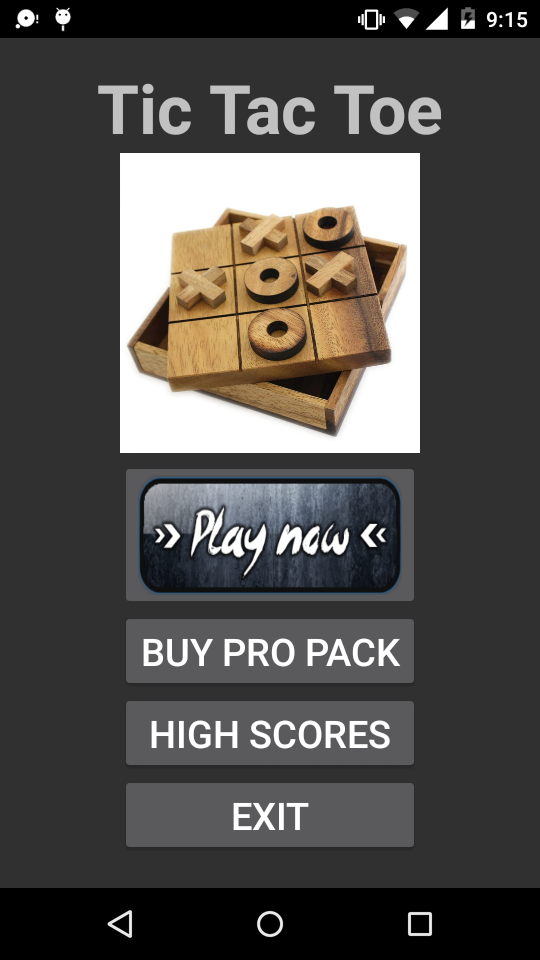 9:15
Tic Tac Toe
Play now
BUY PRO PACK
HIGH SCORES
EXIT